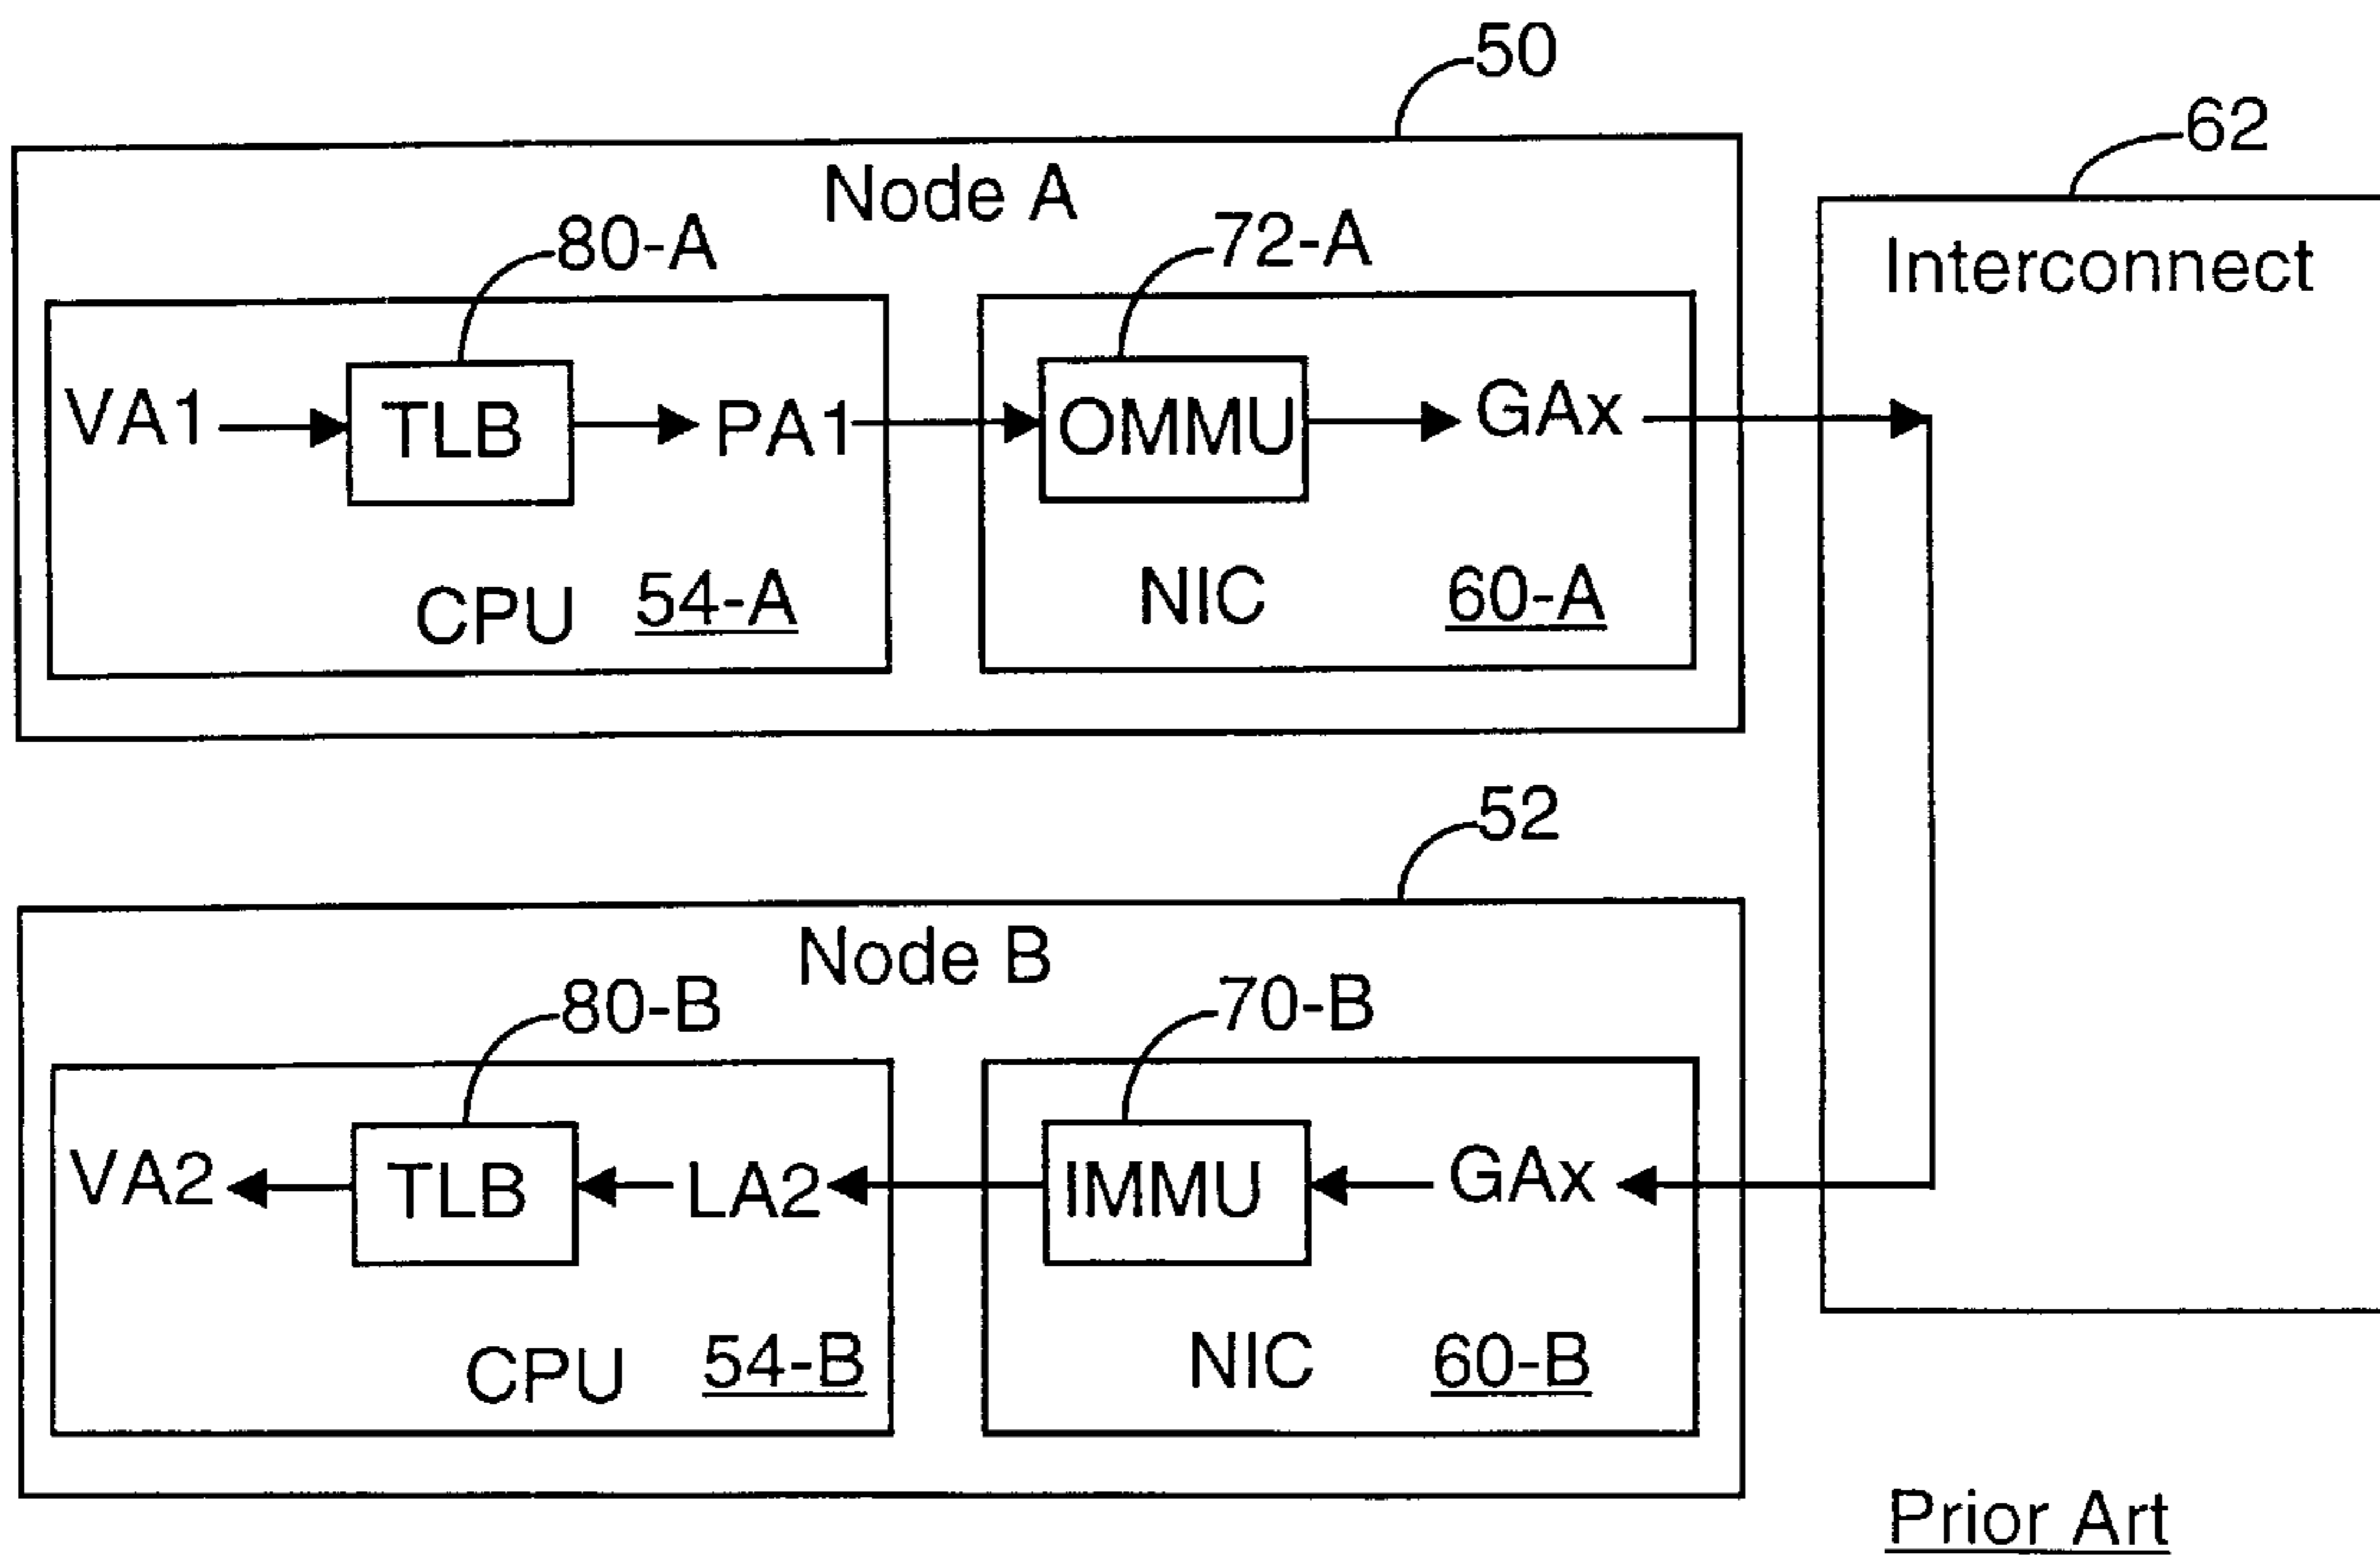 50
62
Node A
Interconnect
80-A
72-A
VA1
TLB
PA1
OMMU
GAx
CPU
54-A
NIC
60-A
52
Node B
80-B
70-B
VA2
TLB
LA2
IMMU
GAx
CPU
54-B
NIC
60-B
Prior Art